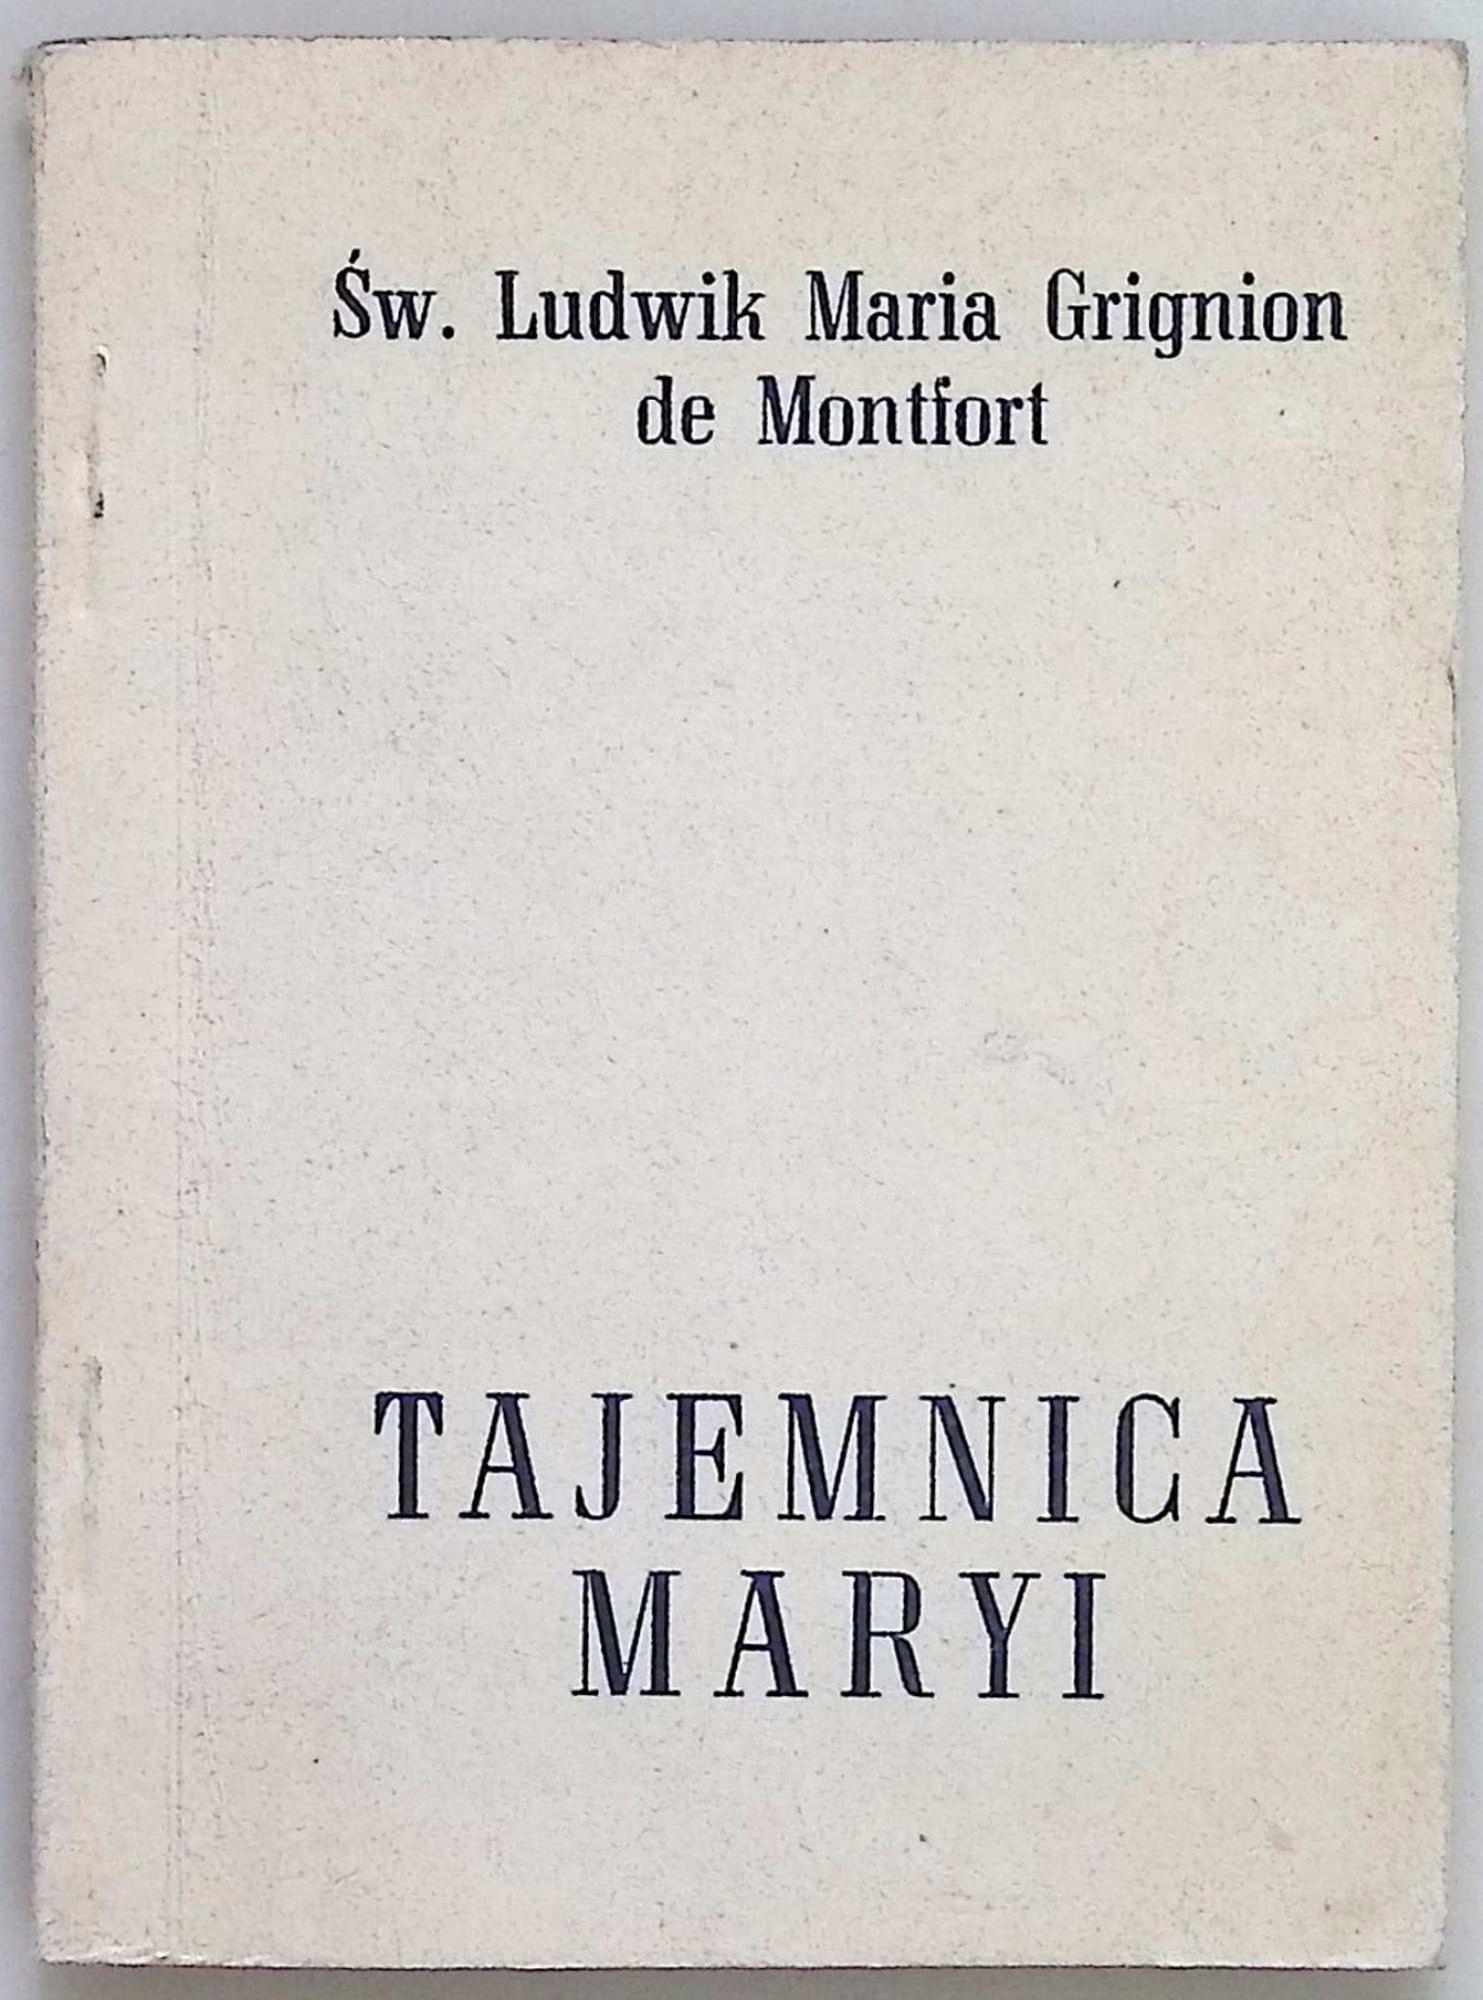 Św. Ludwik Maria Grignion
de Montfort
TAJEMNICA
MARYI